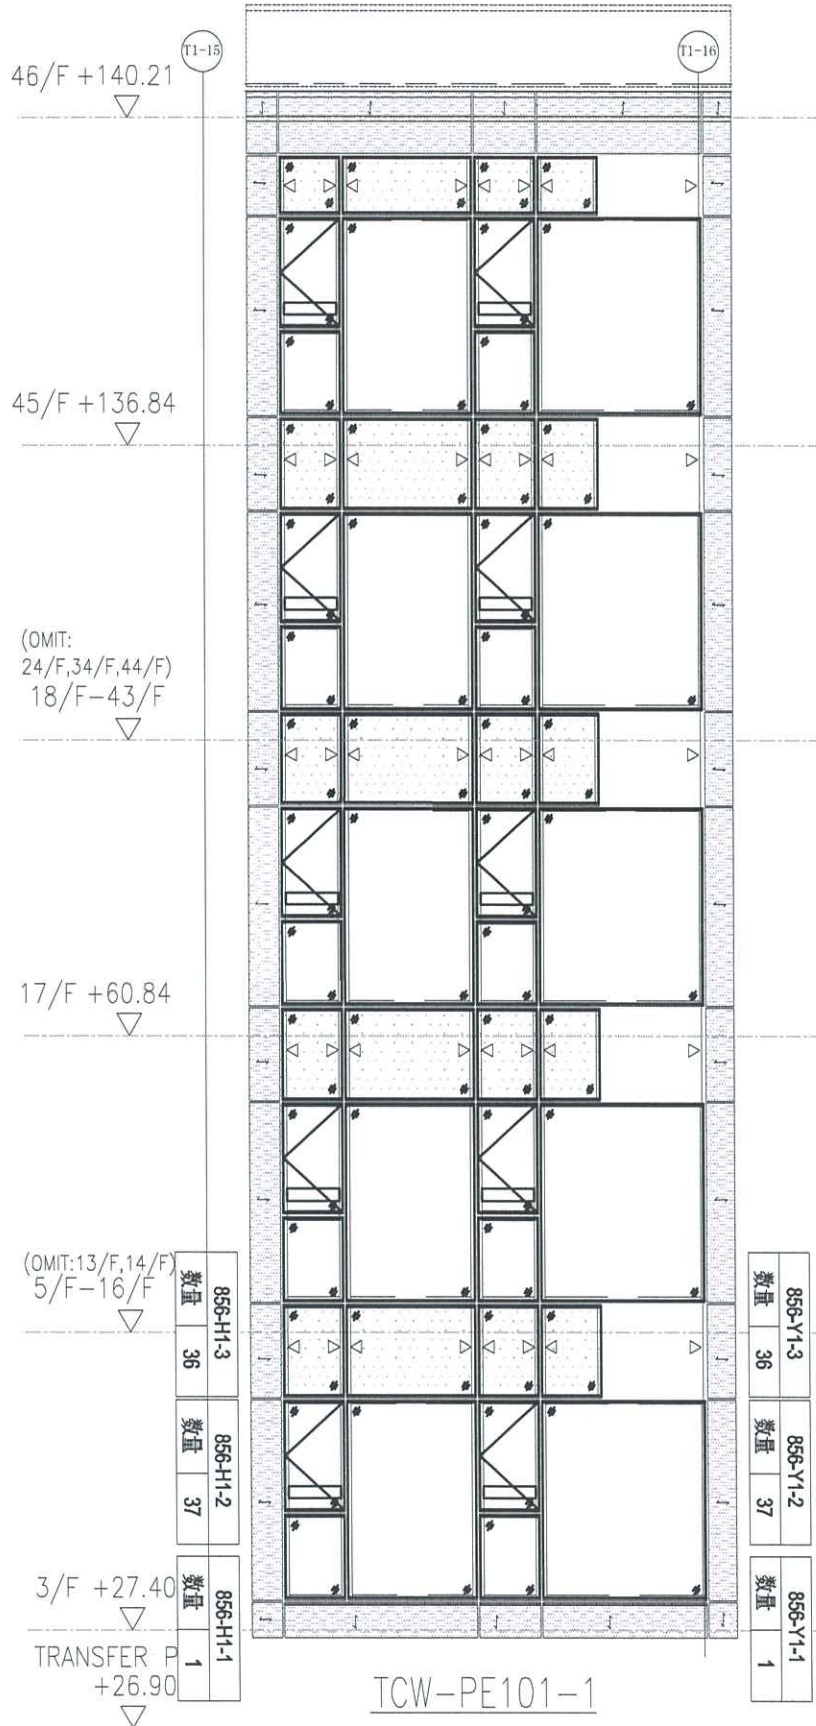 T1-15
T1-16
46/F +140.21
45/F +136.84
(OMIT:
24/F,34/F,44/F)
18/F-43/F
17/F +60.84
(OMIT:13/F,14/F)
5/F-16/F
856-H1-3
数量 36
856-Y1-3
数量 36
856-H1-2
数量 37
856-Y1-2
数量 37
3/F +27.40
856-H1-1
数量 1
856-Y1-1
数量 1
TRANSFER P
+26.90
TCW-PE101-1